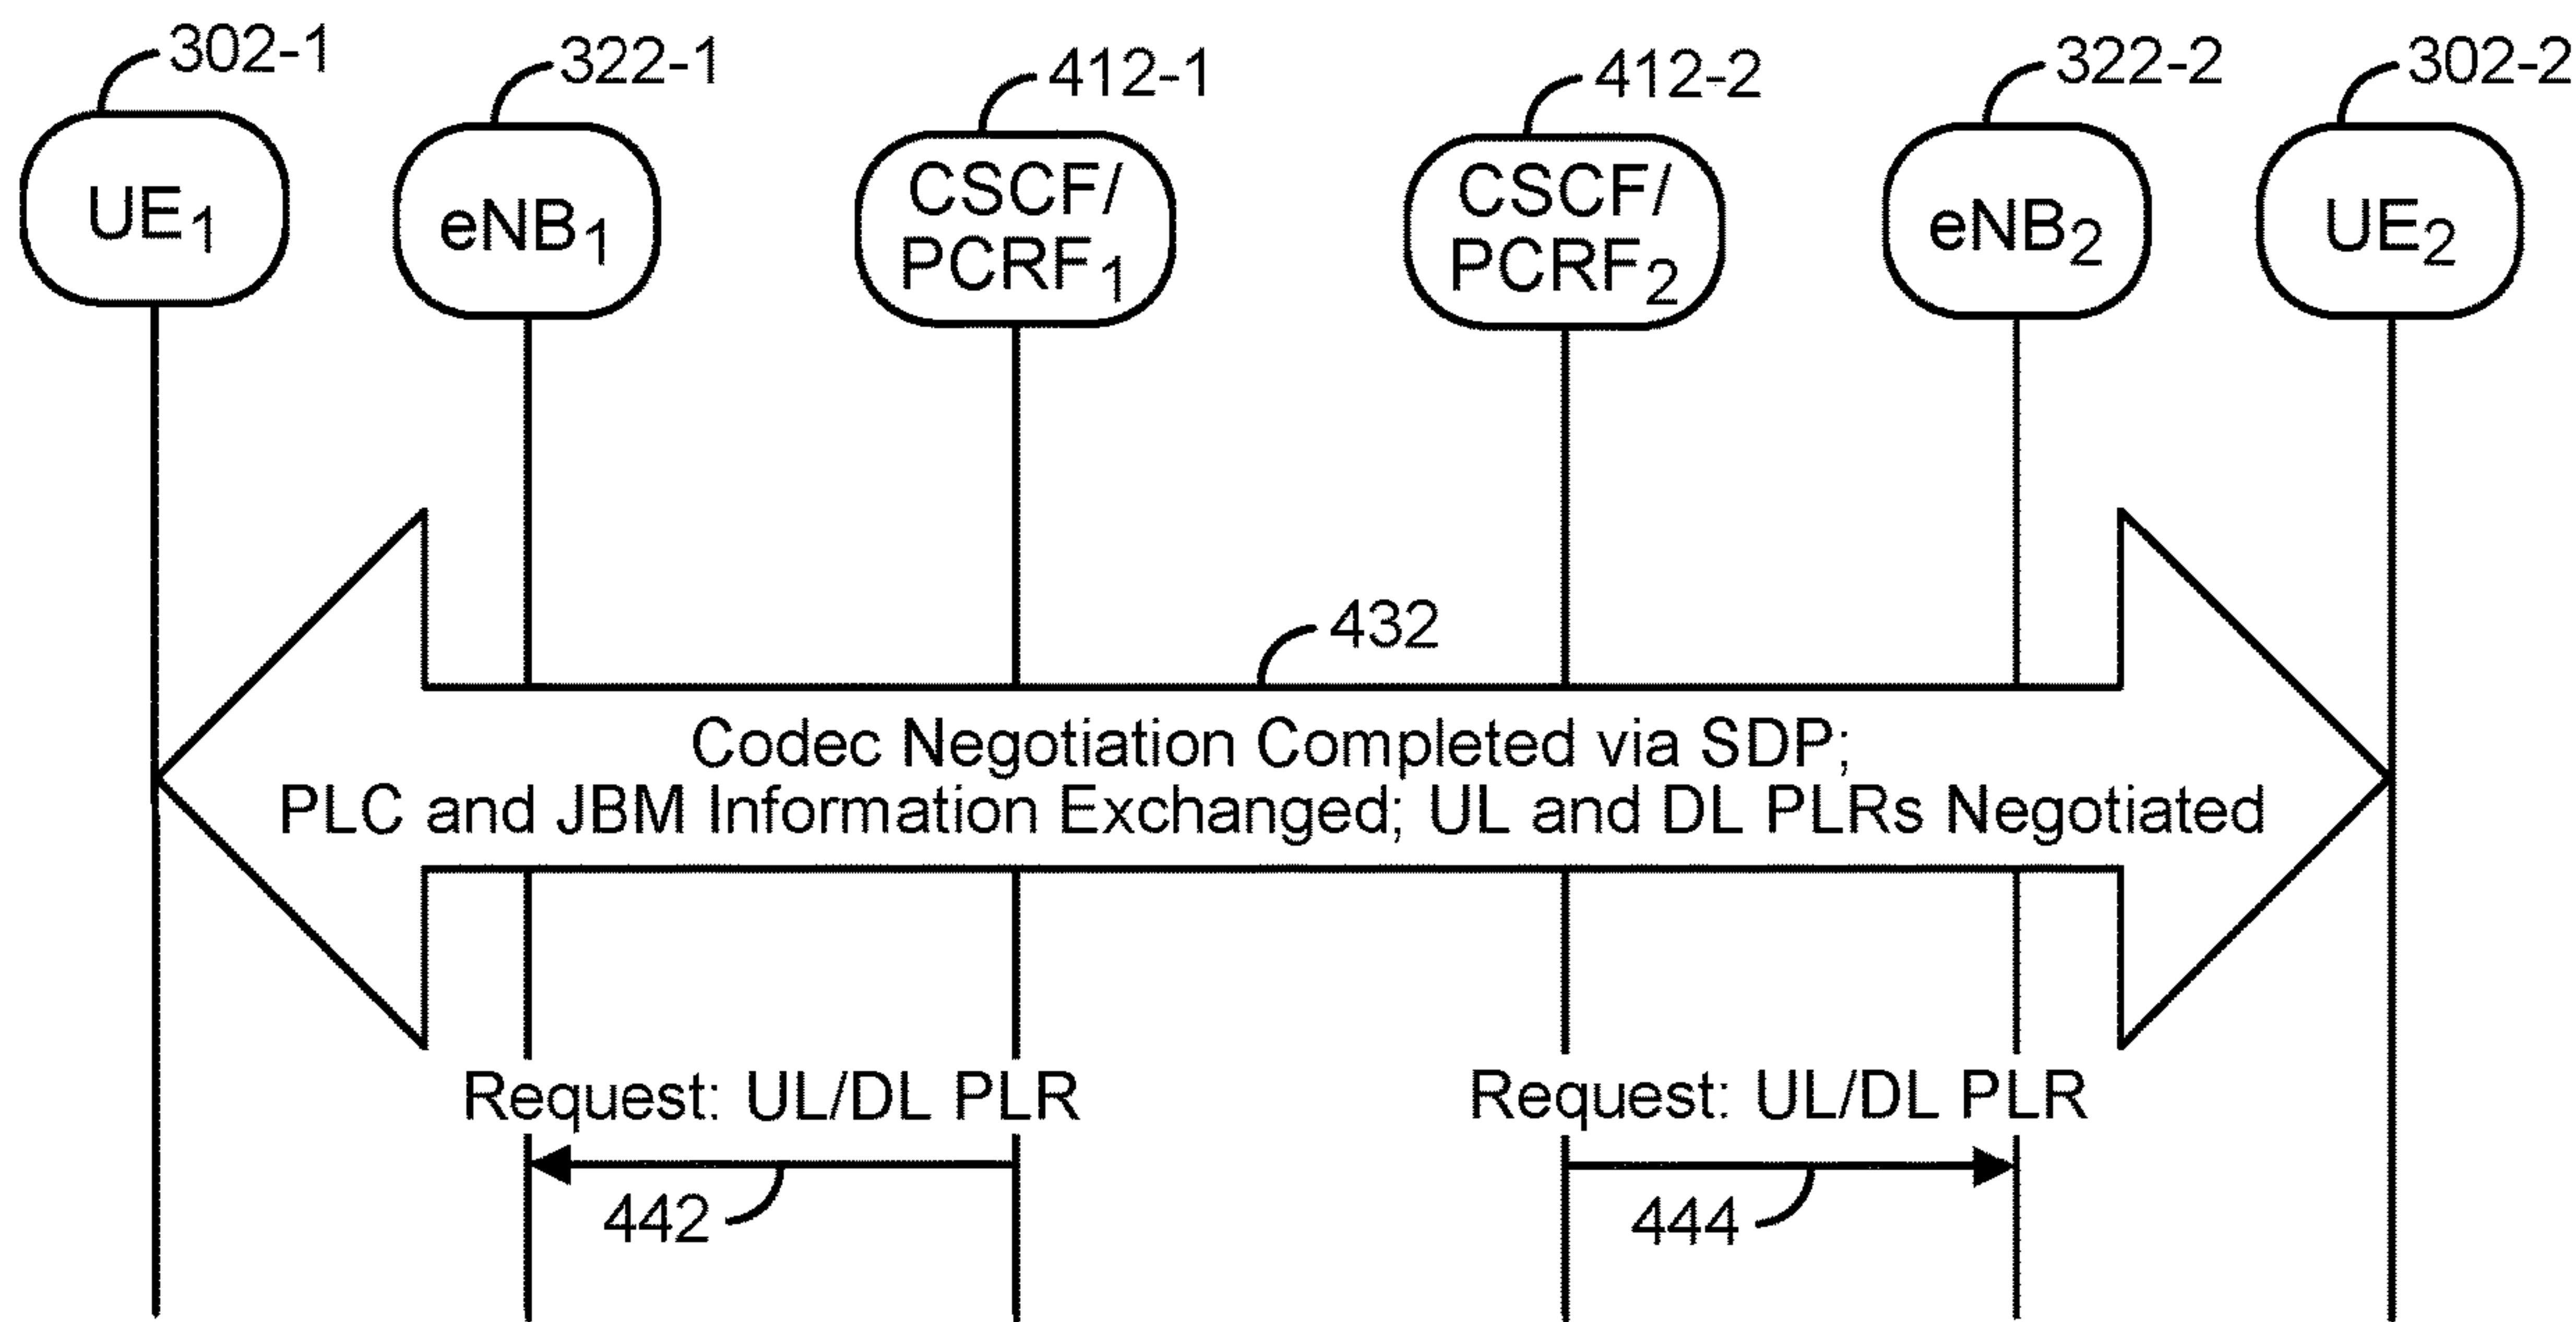 302-1
322-1
412-1
412-2
322-2
302-2
UE1
eNB1
CSCF/
PCRF1
CSCF/
PCRF2
eNB2
UE2
432
Codec Negotiation Completed via SDP;
PLC and JBM Information Exchanged; UL and DL PLRs Negotiated
Request: UL/DL PLR
Request: UL/DL PLR
442
444